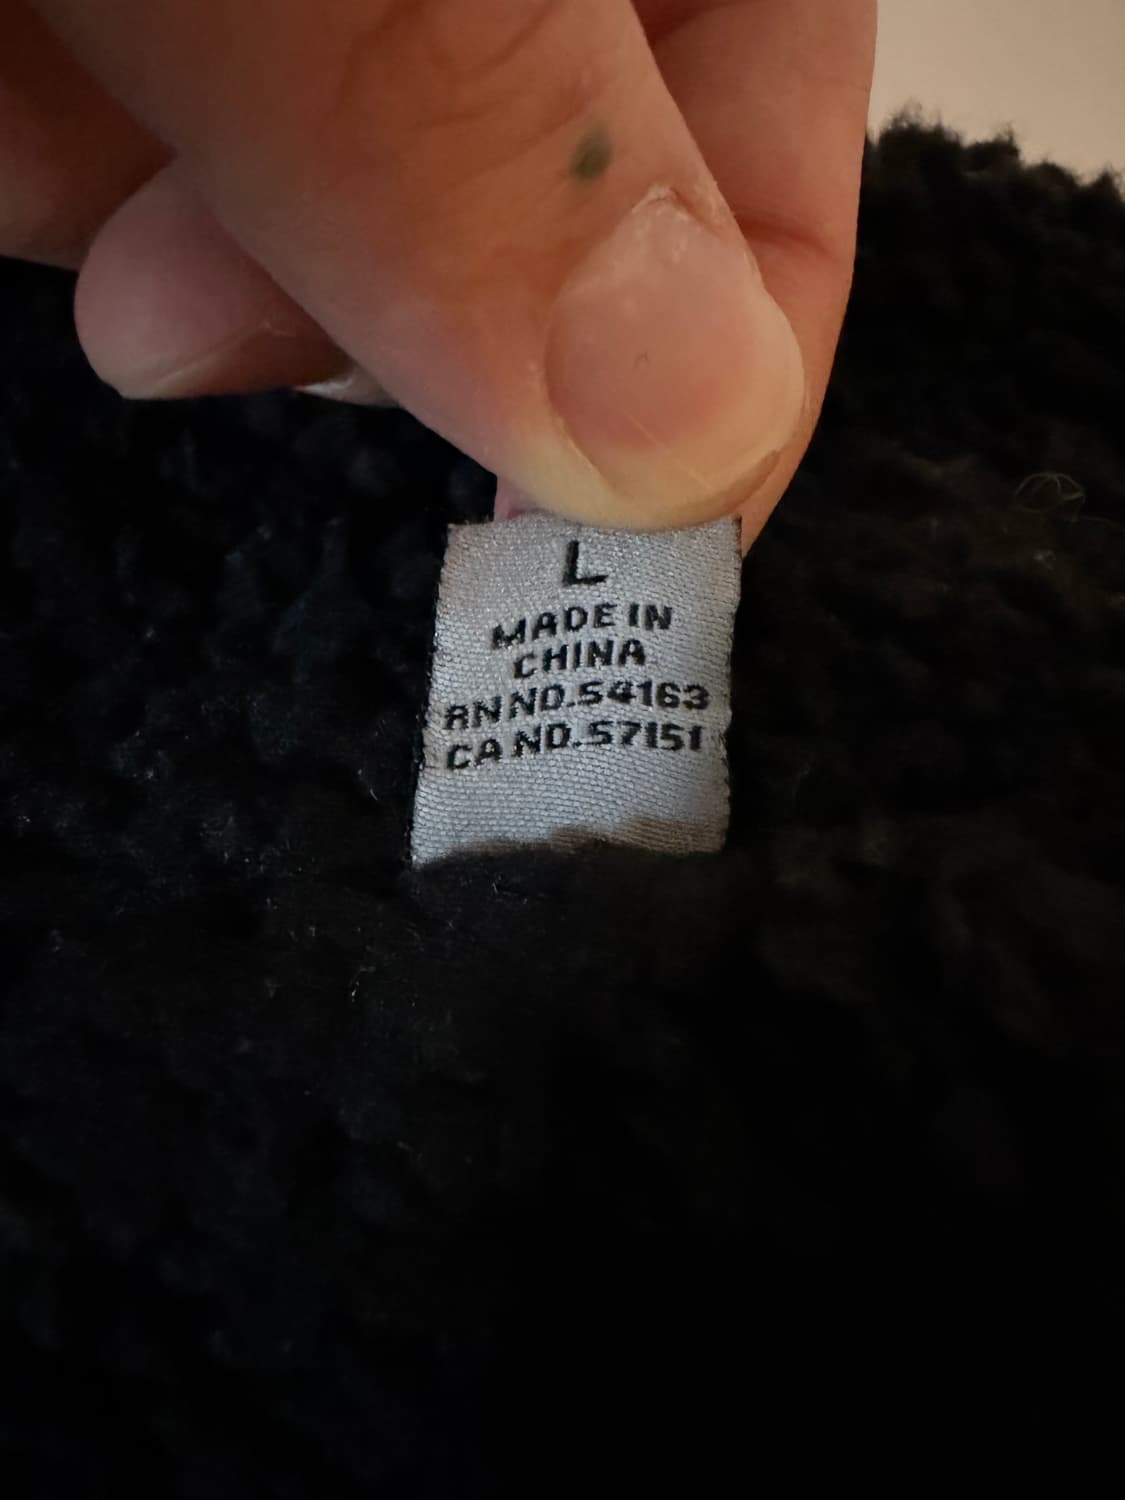 L
MADE IN
CHINA
RN NO.54163
CA NO.57151